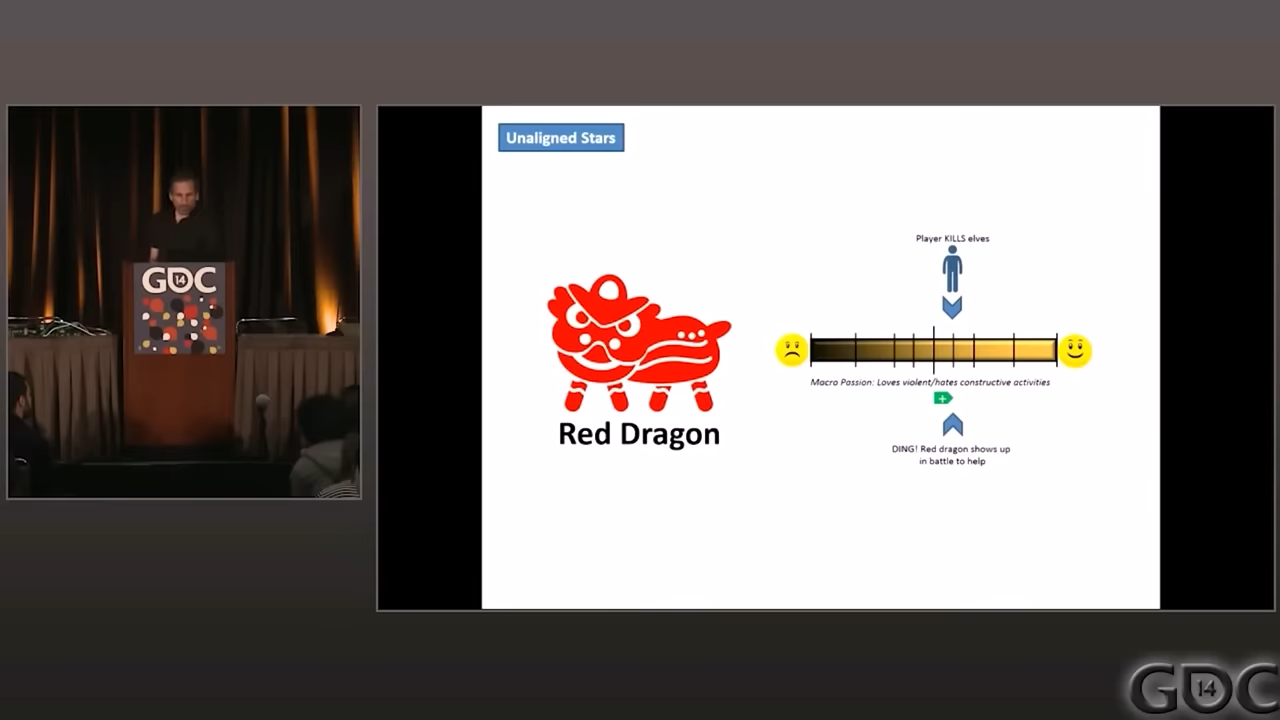 GDC
14
Unaligned Stars
Player KILLS elves
Macro Passion: Loves violent/hates constructive activities
DING! Red dragon shows up
in battle to help
Red Dragon
GDC
14